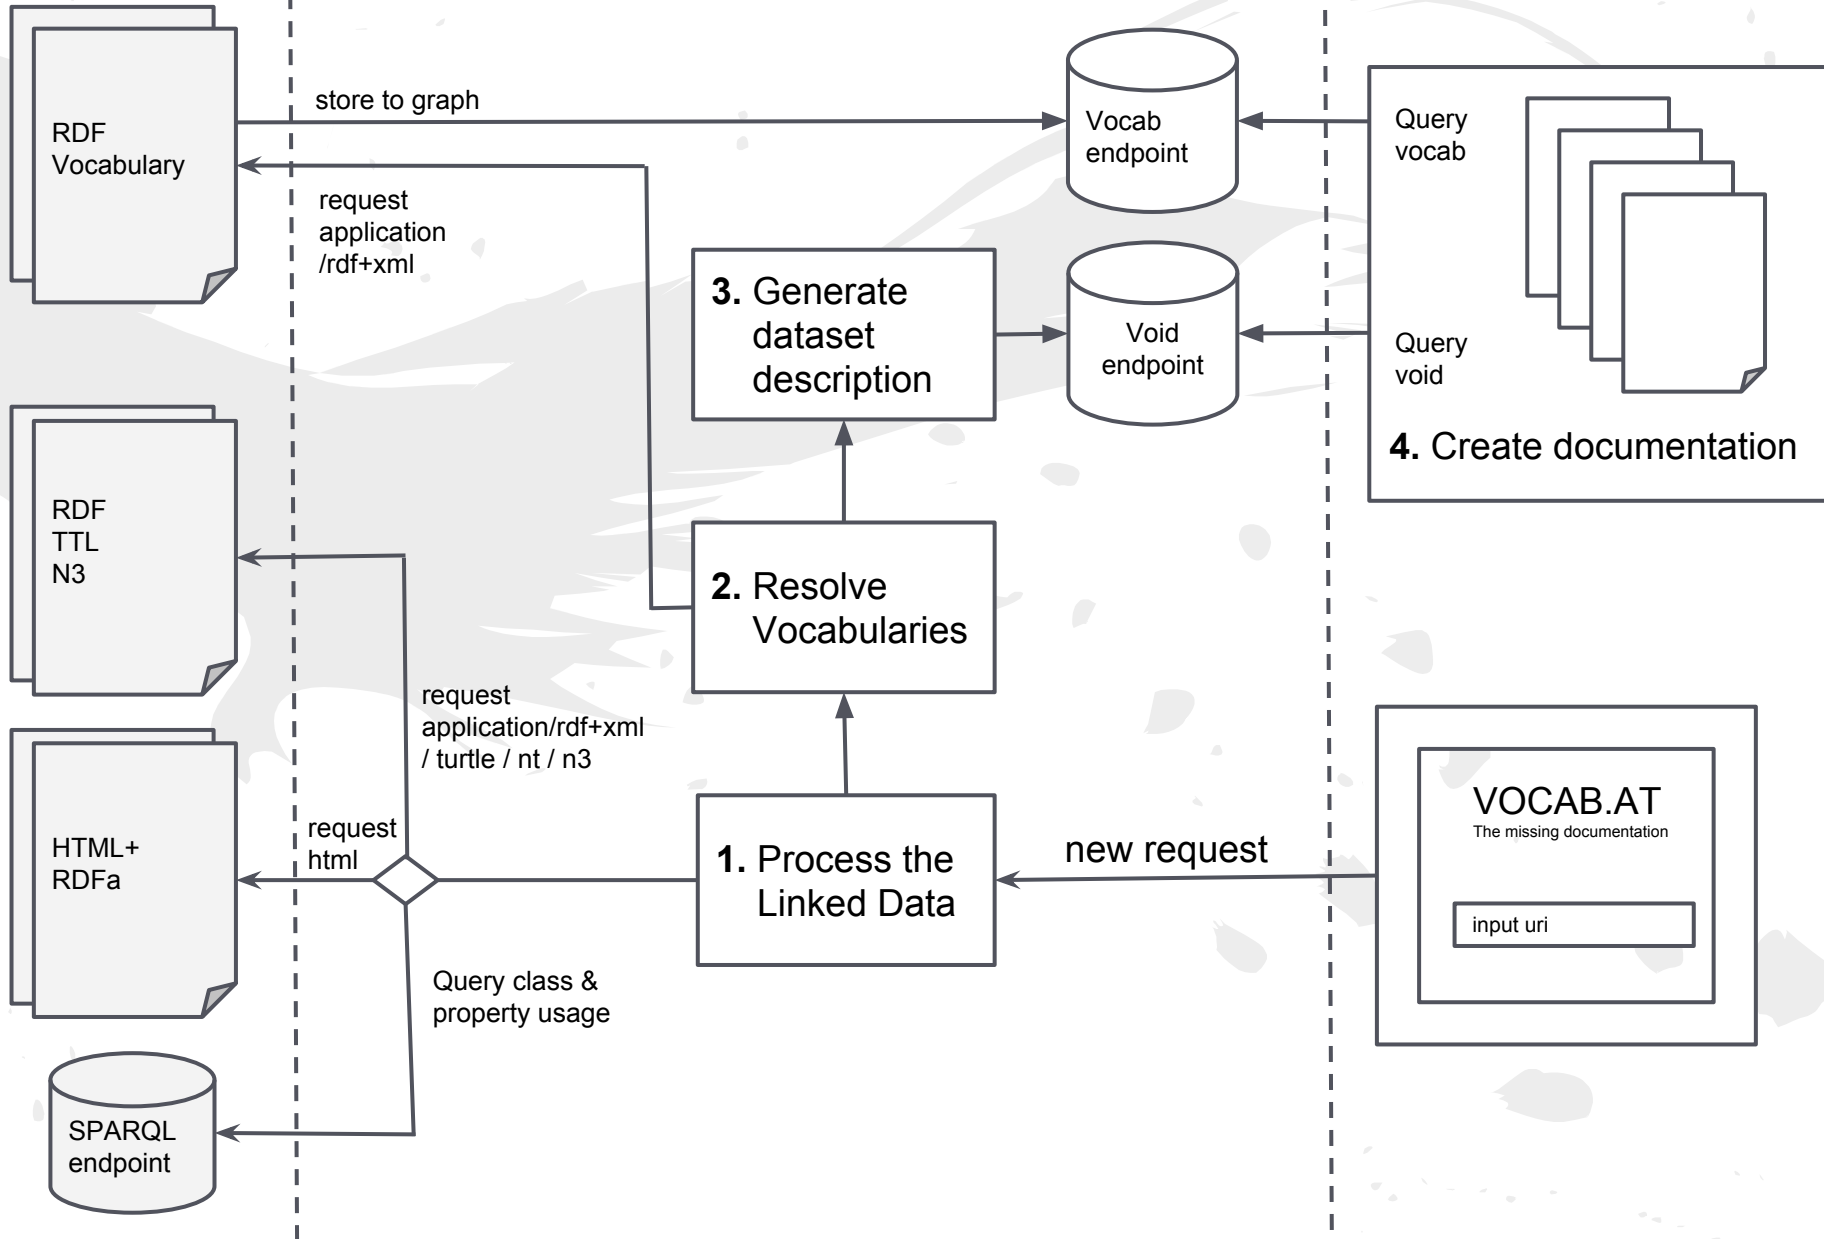 RDF
Vocabulary
store to graph
request
application
/rdf+xml
Vocab
endpoint
Query
vocab
3. Generate
dataset
description
Void
endpoint
Query
void
4. Create documentation
RDF
TTL
N3
2. Resolve
Vocabularies
request
application/rdf+xml
/ turtle / nt / n3
HTML+
RDFa
request
html
1. Process the
Linked Data
new request
VOCAB.AT
The missing documentation
input uri
Query class &
property usage
SPARQL
endpoint